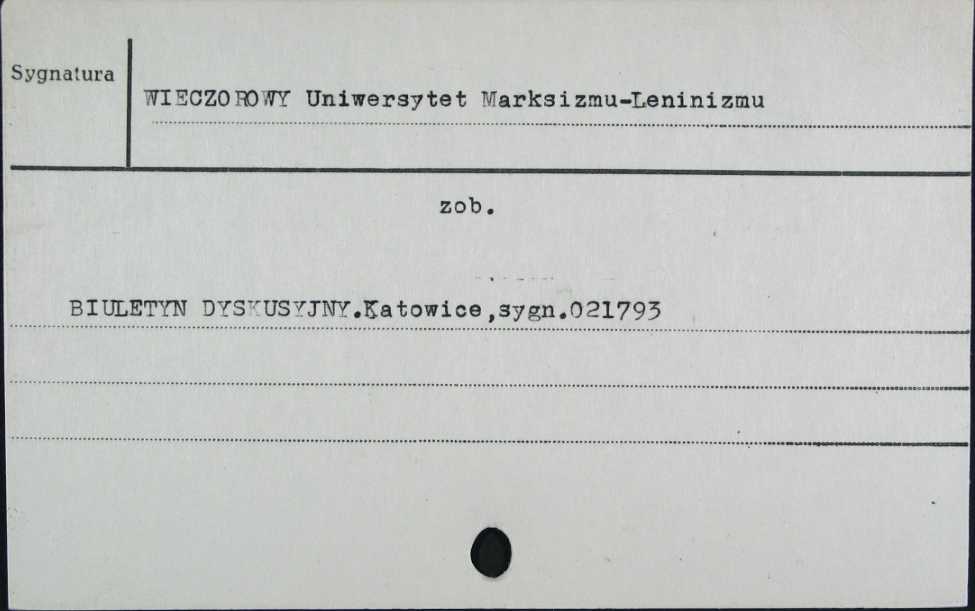 Sygnatura
WIECZOROWY Uniwersytet Marksizmu-Leninizmu
zob.
BIULETYN DYSKUSYJNY.Katowice,sygn.021793